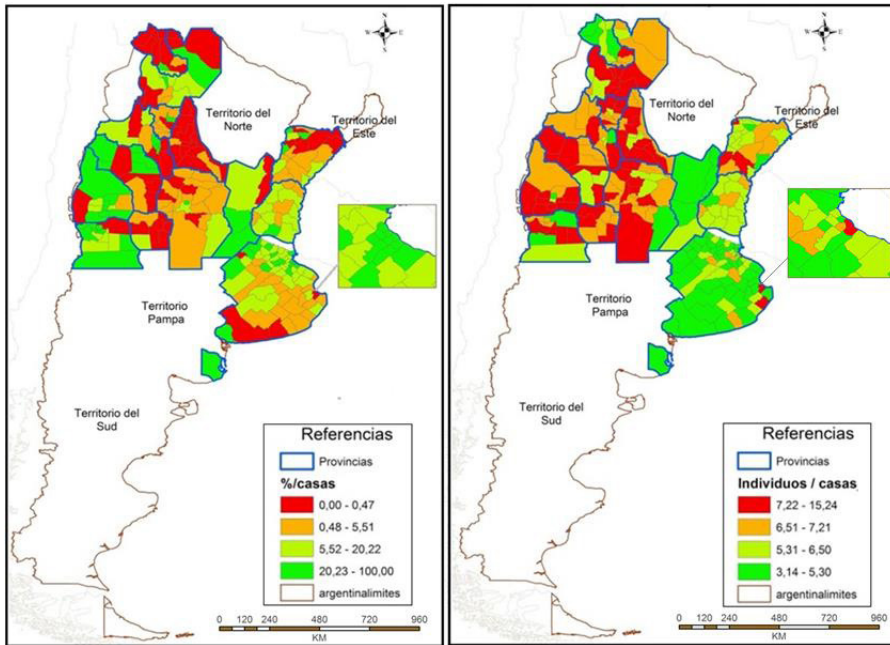 N
W E
S
Territorio del
Norte
Territorio del
Este
Territorio
Pampa
Territorio del
Sud
Referencias
Provincias
%/casas
0,00 - 0,47
0,48 - 5,51
5,52 - 20,22
20,23 - 100,00
argentinalimites
0 120 240 480 720 960
KM
N
W E
S
Territorio del
Norte
Territorio del
Este
Territorio
Pampa
Territorio del
Sud
Referencias
Provincias
Individuos / casas
7,22 - 15,24
6,51 - 7,21
5,31 - 6,50
3,14 - 5,30
argentinalimites
0 120 240 480 720 960
KM